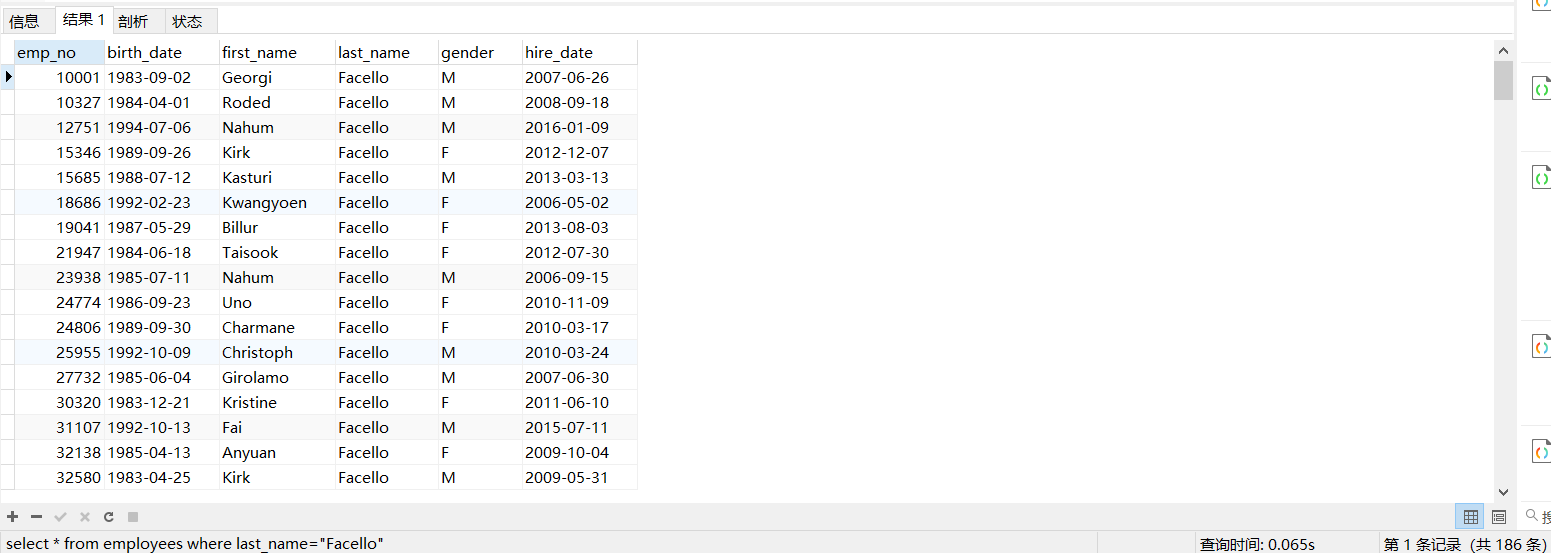 信息 结果 1 剖析 状态
emp_no birth_date first_name last_name gender hire_date
10001 1983-09-02 Georgi Facello M 2007-06-26
10327 1984-04-01 Roded Facello M 2008-09-18
12751 1994-07-06 Nahum Facello M 2016-01-09
15346 1989-09-26 Kirk Facello F 2012-12-07
15685 1988-07-12 Kasturi Facello M 2013-03-13
18686 1992-02-23 Kwangyoen Facello F 2006-05-02
19041 1987-05-29 Billur Facello F 2013-08-03
21947 1984-06-18 Taisook Facello F 2012-07-30
23938 1985-07-11 Nahum Facello M 2006-09-15
24774 1986-09-23 Uno Facello F 2010-11-09
24806 1989-09-30 Charmane Facello F 2010-03-17
25955 1992-10-09 Christoph Facello M 2010-03-24
27732 1985-06-04 Girolamo Facello M 2007-06-30
30320 1983-12-21 Kristine Facello F 2011-06-10
31107 1992-10-13 Fai Facello M 2015-07-11
32138 1985-04-13 Anyuan Facello F 2009-10-04
32580 1983-04-25 Kirk Facello M 2009-05-31
select * from employees where last_name="Facello" 查询时间: 0.065s 第 1 条记录 (共 186 条)